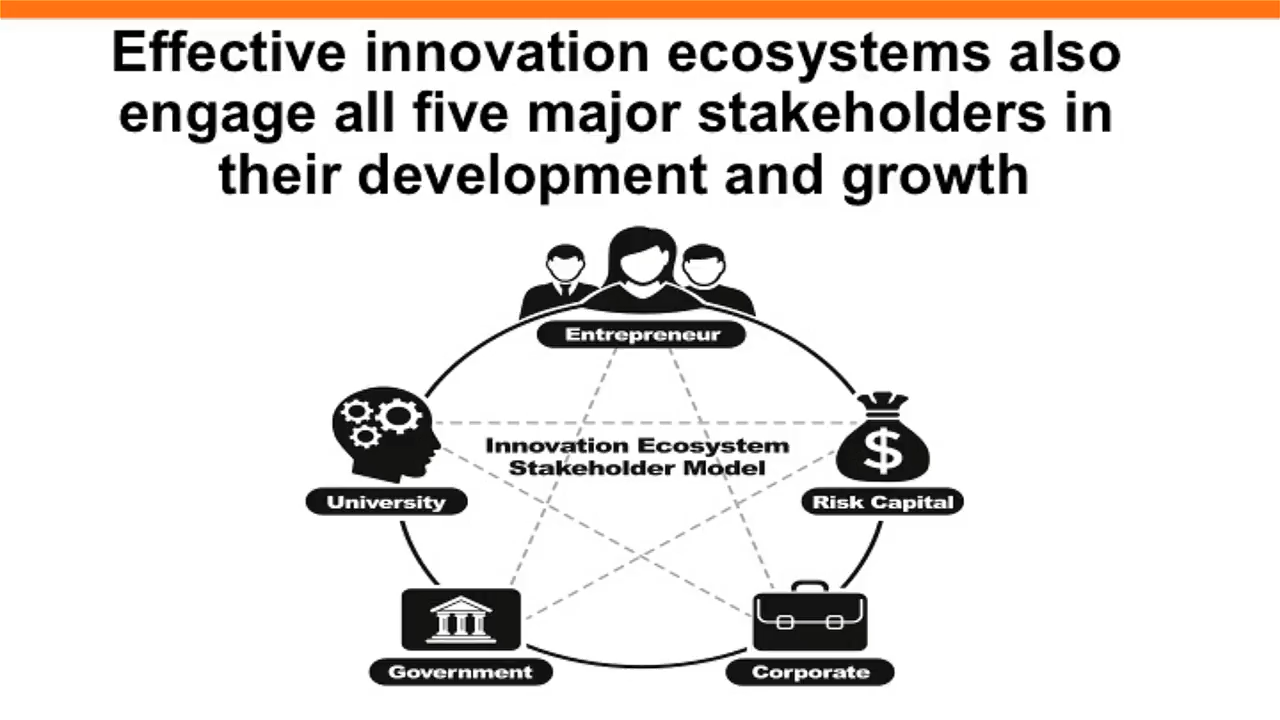 Effective innovation ecosystems also
engage all five major stakeholders in
their development and growth
Entrepreneur
Innovation Ecosystem
Stakeholder Model
$
University
Risk Capital
Government
Corporate